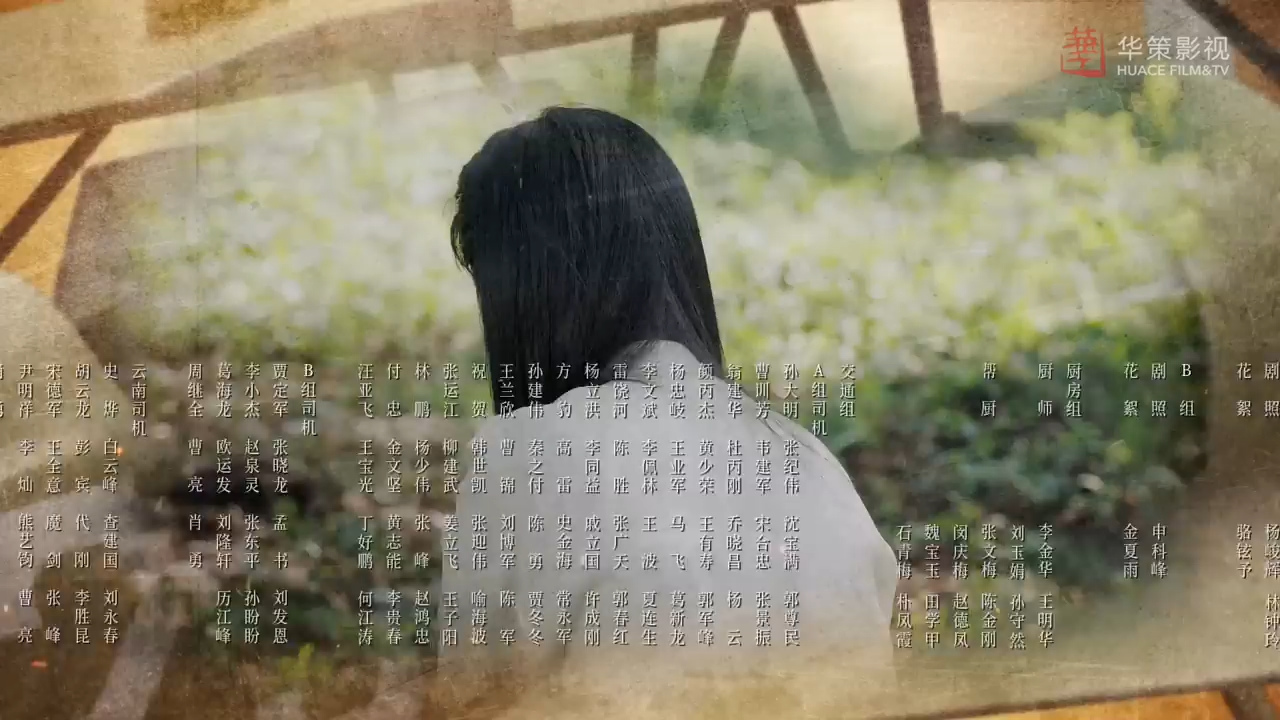 华策影视
HUACE FILM&TV
剧照 杨峻辉
花絮 骆铉予
B组
剧照 申科峰
花絮 金夏雨
厨房组
厨师 李金华 王明华
刘玉娟 孙守然
帮厨 张文梅 陈金刚
闵庆梅 赵德凤
魏宝玉 田学甲
石青梅 朴凤霞
交通组
A组司机
孙大明 张纪伟 沈宝满 郭尊民
曹训芳 韦建军 宋合忠 张景振
翁建华 杜丙刚 乔晓昌 杨云
颜丙杰 黄少荣 王有寿 郭军峰
杨忠岐 王业军 马飞 葛新龙
李文斌 李佩林 王波 夏连生
雷饶河 陈胜 张广天 郭春红
杨立洪 李同益 戚立国 许成刚
方豹 高雷 史金海 常永军
孙建伟 秦之付 陈勇 贾冬冬
王兰欣 曹锦 刘博军 陈军
祝贺 韩世凯 张迎伟 喻海波
张运江 柳建武 姜立飞 王子阳
林鹏 杨少伟 张峰 赵鸿忠
付忠 金文坚 黄志能 李贵春
汪亚飞 王宝光 丁好鹏 何江涛
B组司机
贾定军 张晓龙 孟书 刘发恩
李小杰 赵泉灵 张东平 孙盼盼
葛海龙 欧运发 刘隆轩 历江峰
周继全 曹亮 肖勇
云南司机
史烨 白云峰 查建国 刘永春
胡云龙 彭宾 代刚 李胜昆
宋德军 王全意 魔剑 张峰
尹明祥 李灿 熊艺钧 曹亮